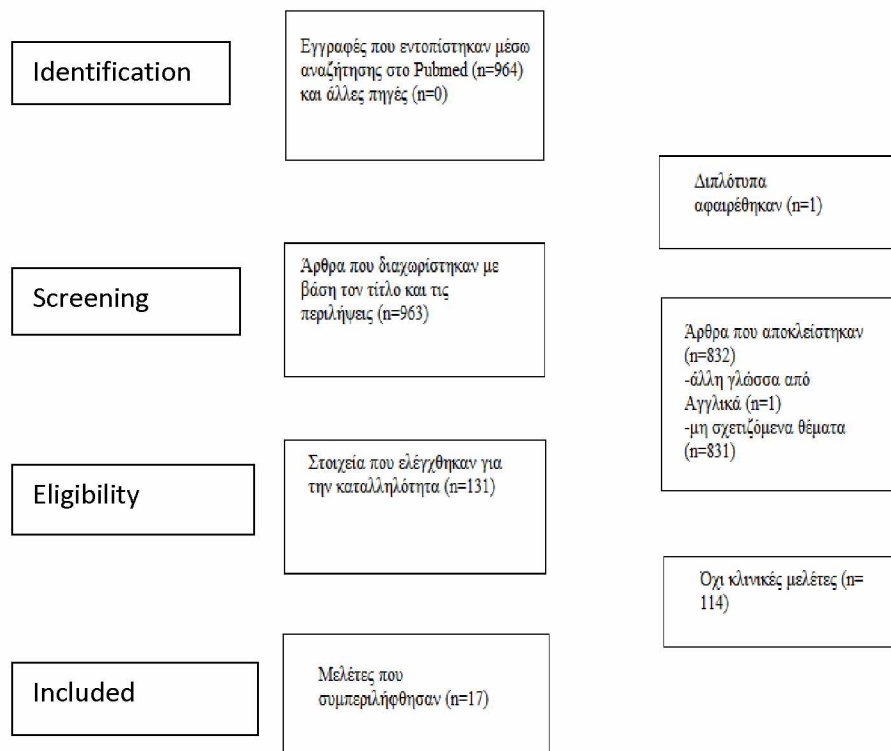 Identification
Εγγραφές που εντοπίστηκαν μέσω
αναζήτησης στο Pubmed (n=964)
και άλλες πηγές (n=0)
Διπλότυπα
αφαιρέθηκαν (n=1)
Screening
Άρθρα που διαχωρίστηκαν με
βάση τον τίτλο και τις
περιλήψεις (n=963)
Άρθρα που αποκλείστηκαν
(n=832)
-άλλη γλώσσα από
Αγγλικά (n=1)
-μη σχετιζόμενα θέματα
(n=831)
Eligibility
Στοιχεία που ελέγχθηκαν για
την καταλληλότητα (n=131)
Όχι κλινικές μελέτες (n=
114)
Included
Μελέτες που
συμπεριλήφθησαν (n=17)